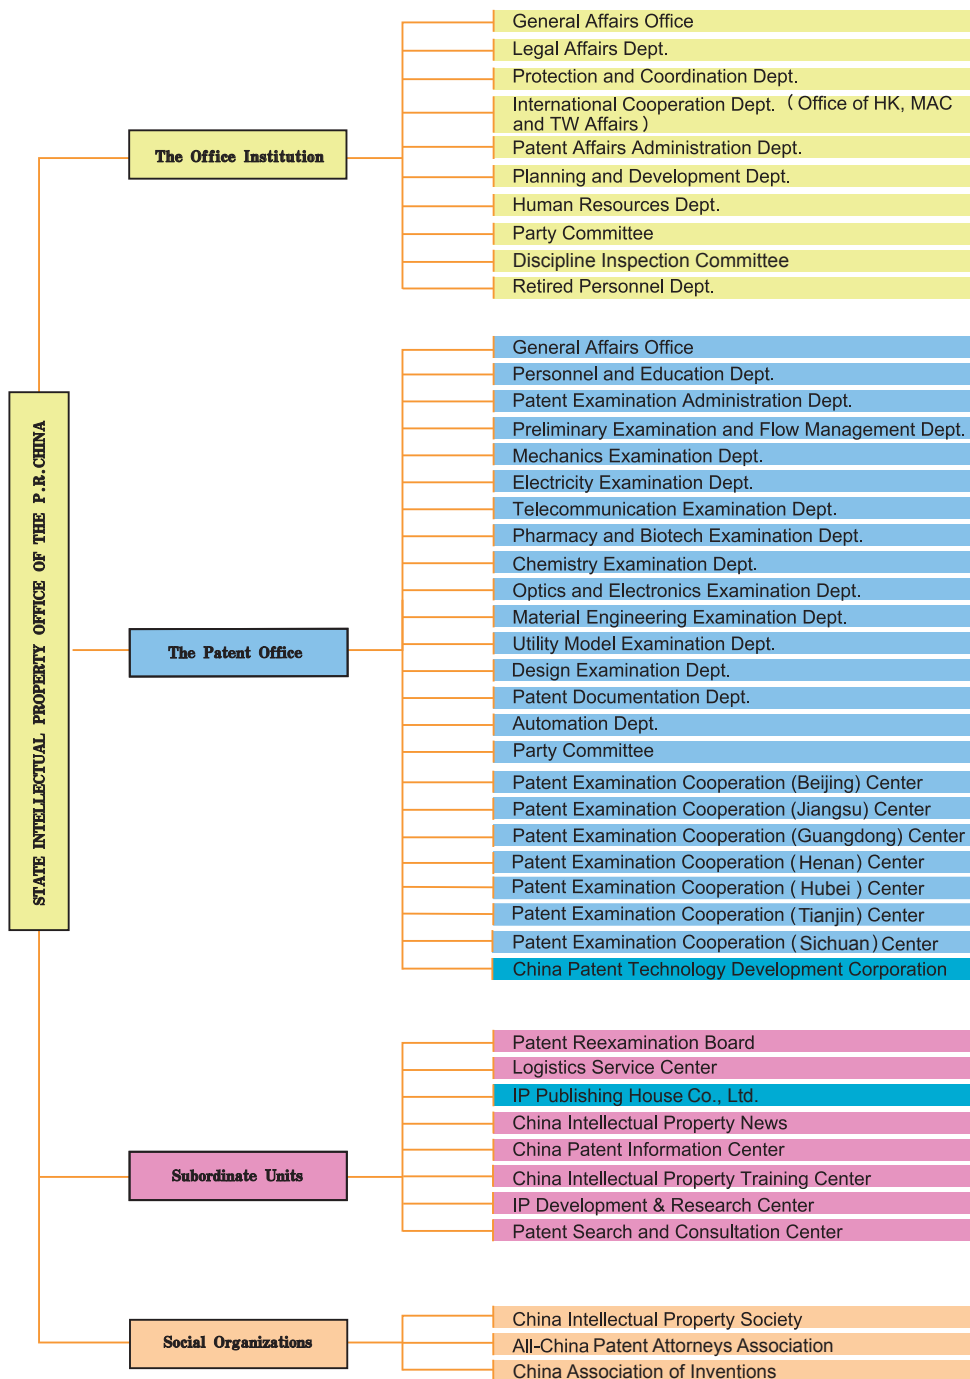 STATE INTELLECTUAL PROPERTY OFFICE OF THE P.R.CHINA
The Office Institution
General Affairs Office
Legal Affairs Dept.
Protection and Coordination Dept.
International Cooperation Dept. (Office of HK, MAC
and TW Affairs)
Patent Affairs Administration Dept.
Planning and Development Dept.
Human Resources Dept.
Party Committee
Discipline Inspection Committee
Retired Personnel Dept.
The Patent Office
General Affairs Office
Personnel and Education Dept.
Patent Examination Administration Dept.
Preliminary Examination and Flow Management Dept.
Mechanics Examination Dept.
Electricity Examination Dept.
Telecommunication Examination Dept.
Pharmacy and Biotech Examination Dept.
Chemistry Examination Dept.
Optics and Electronics Examination Dept.
Material Engineering Examination Dept.
Utility Model Examination Dept.
Design Examination Dept.
Patent Documentation Dept.
Automation Dept.
Party Committee
Patent Examination Cooperation (Beijing) Center
Patent Examination Cooperation (Jiangsu) Center
Patent Examination Cooperation (Guangdong) Center
Patent Examination Cooperation (Henan) Center
Patent Examination Cooperation (Hubei) Center
Patent Examination Cooperation (Tianjin) Center
Patent Examination Cooperation (Sichuan) Center
China Patent Technology Development Corporation
Subordinate Units
Patent Reexamination Board
Logistics Service Center
IP Publishing House Co., Ltd.
China Intellectual Property News
China Patent Information Center
China Intellectual Property Training Center
IP Development & Research Center
Patent Search and Consultation Center
Social Organizations
China Intellectual Property Society
All-China Patent Attorneys Association
China Association of Inventions